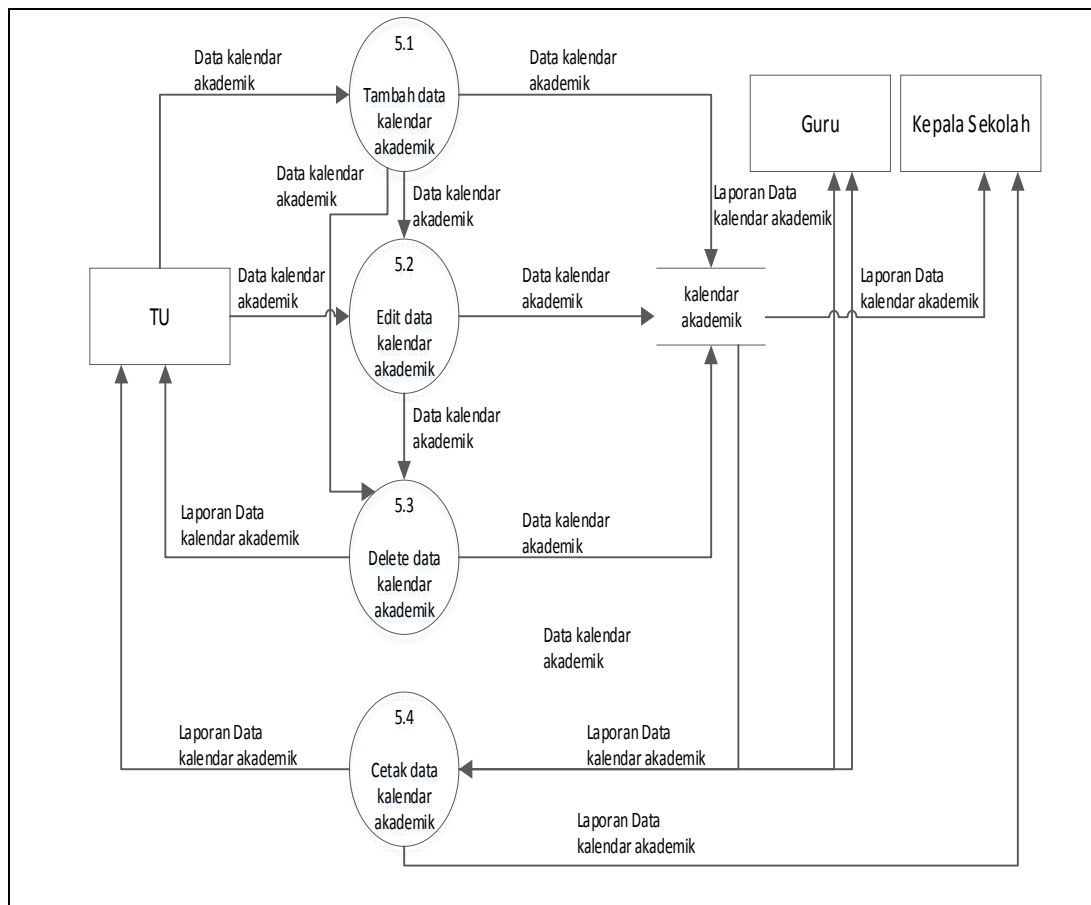 5.1
Tambah data
kalendar
akademik
Data kalendar
akademik
Data kalendar
akademik
Guru
Kepala Sekolah
Data kalendar
akademik
Data kalendar
akademik
Laporan Data
kalendar akademik
TU
Data kalendar
akademik
5.2
Edit data
kalendar
akademik
Data kalendar
akademik
kalendar
akademik
Laporan Data
kalendar akademik
Data kalendar
akademik
Laporan Data
kalendar akademik
5.3
Delete data
kalendar
akademik
Data kalendar
akademik
Data kalendar
akademik
Laporan Data
kalendar akademik
5.4
Cetak data
kalendar
akademik
Laporan Data
kalendar akademik
Laporan Data
kalendar akademik